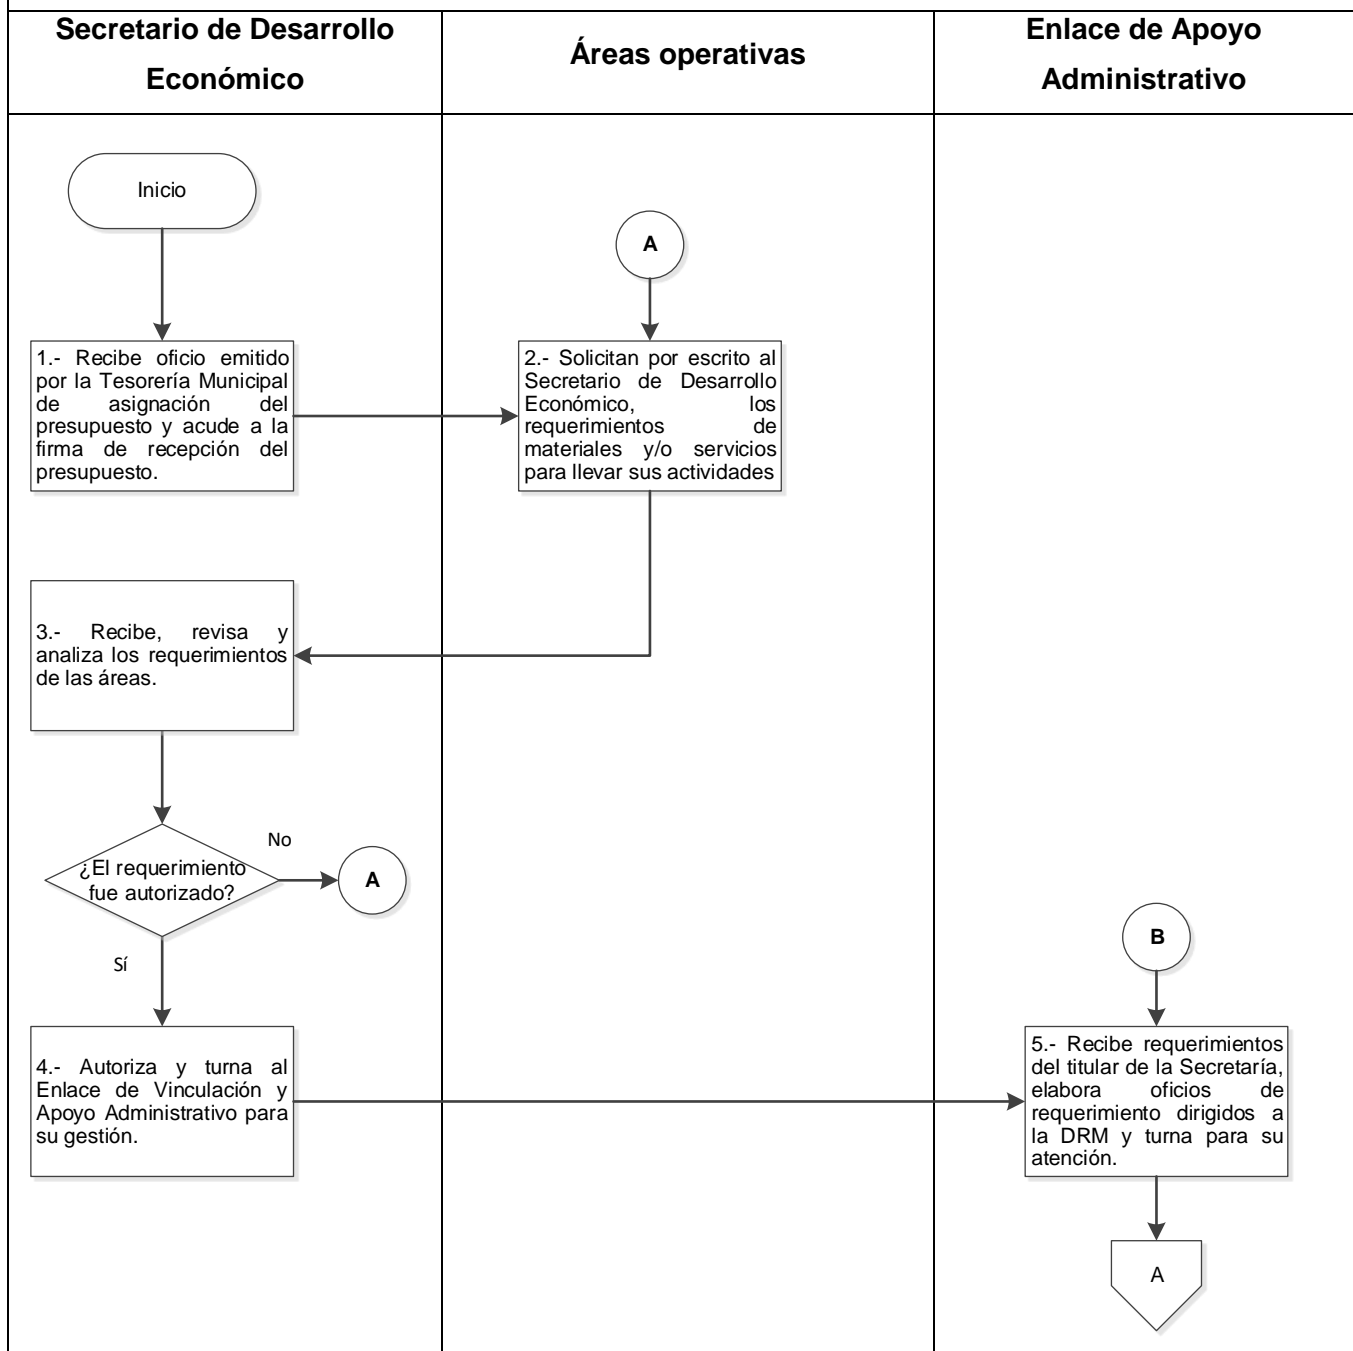 Secretario de Desarrollo
Económico
Áreas operativas
Enlace de Apoyo
Administrativo
Inicio
A
1.- Recibe oficio emitido
por la Tesorería Municipal
de asignación del
presupuesto y acude a la
firma de recepción del
presupuesto.
2.- Solicitan por escrito al
Secretario de Desarrollo
Económico, los
requerimientos de
materiales y/o servicios
para llevar sus actividades
3.- Recibe, revisa y
analiza los requerimientos
de las áreas.
¿El requerimiento
fue autorizado?
No
A
Sí
B
4.- Autoriza y turna al
Enlace de Vinculación y
Apoyo Administrativo para
su gestión.
5.- Recibe requerimientos
del titular de la Secretaría,
elabora oficios de
requerimiento dirigidos a
la DRM y turna para su
atención.
A